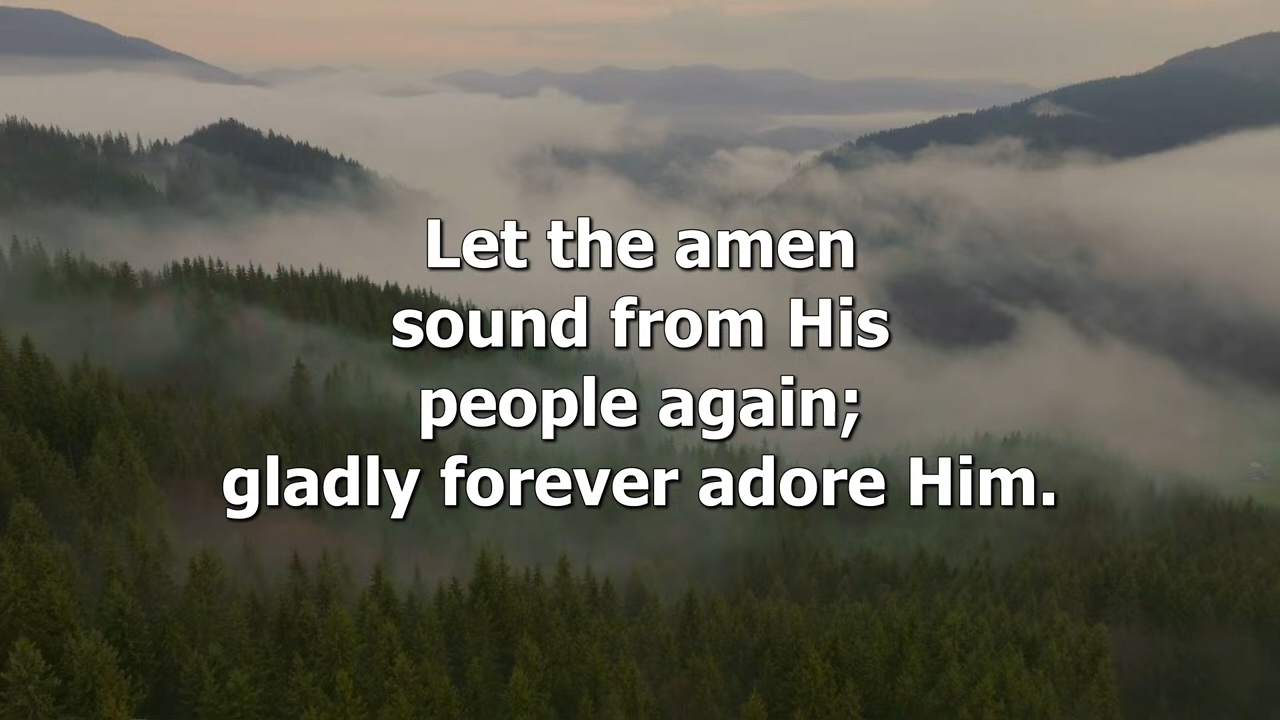 Let the amen
sound from His
people again;
gladly forever adore Him.